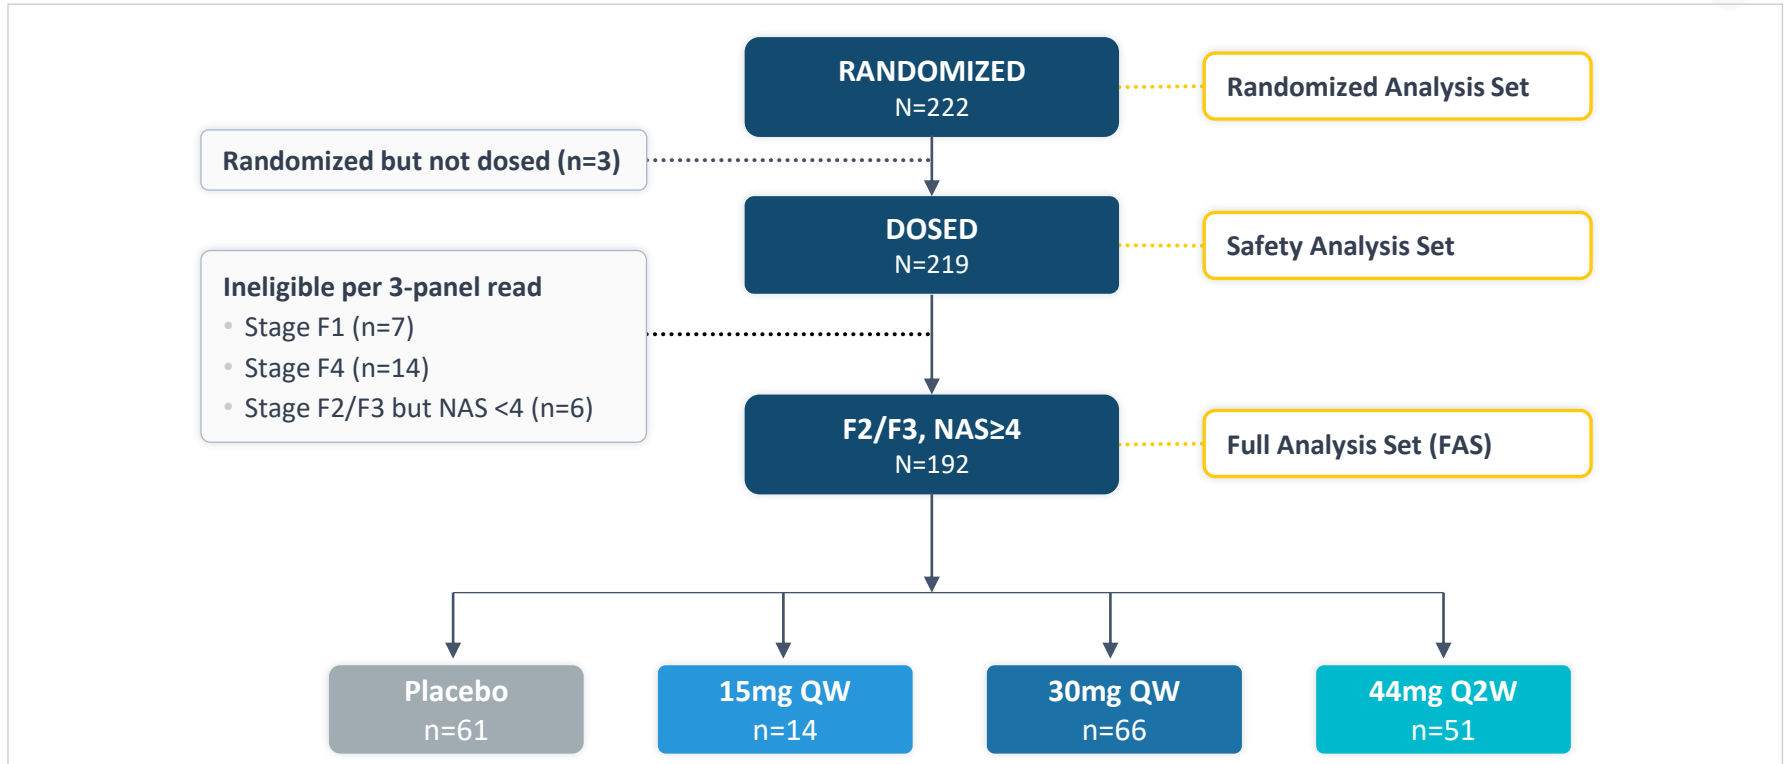 RANDOMIZED
N=222
Randomized Analysis Set
Randomized but not dosed (n=3)
DOSED
N=219
Safety Analysis Set
Ineligible per 3-panel read
• Stage F1 (n=7)
• Stage F4 (n=14)
• Stage F2/F3 but NAS <4 (n=6)
F2/F3, NAS≥4
N=192
Full Analysis Set (FAS)
Placebo
n=61
15mg QW
n=14
30mg QW
n=66
44mg Q2W
n=51